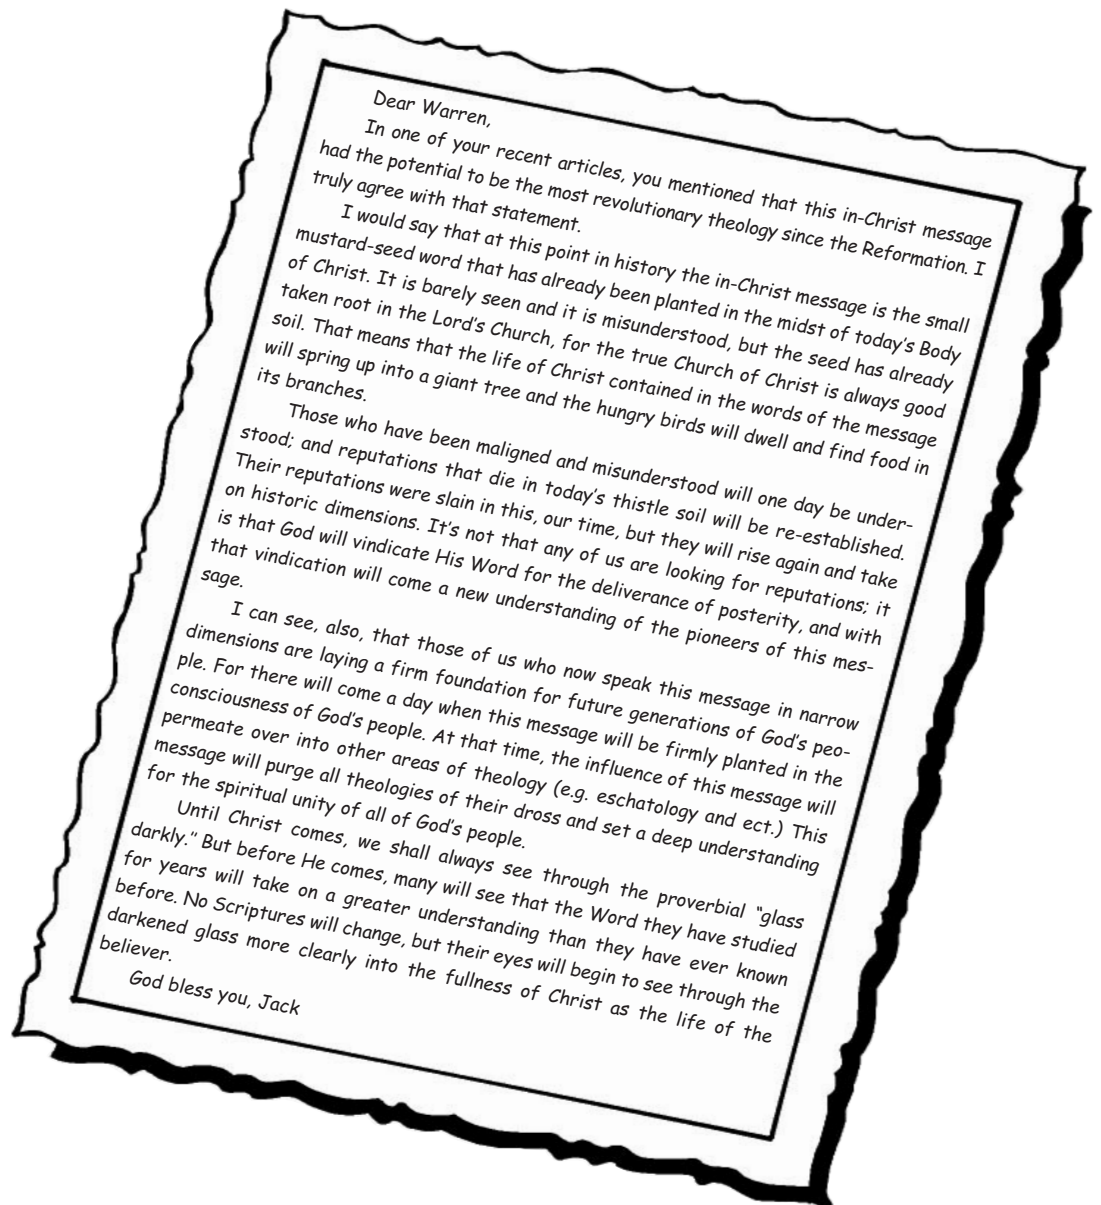 Dear Warren,
In one of your recent articles, you mentioned that this in-Christ message
had the potential to be the most revolutionary theology since the Reformation. I
truly agree with that statement.
I would say that at this point in history the in-Christ message is the small
mustard-seed word that has already been planted in the midst of today's Body
of Christ. It is barely seen and it is misunderstood, but the seed has already
taken root in the Lord's Church, for the true Church of Christ is always good
soil. That means that the life of Christ contained in the words of the message
will spring up into a giant tree and the hungry birds will dwell and find food in
its branches.
Those who have been maligned and misunderstood will one day be under-
stood; and reputations that die in today's thistle soil will be re-established.
Their reputations were slain in this, our time, but they will rise again and take
on historic dimensions. It's not that any of us are looking for reputations; it
is that God will vindicate His Word for the deliverance of posterity, and with
that vindication will come a new understanding of the pioneers of this mes-
sage.
I can see, also, that those of us who now speak this message in narrow
dimensions are laying a firm foundation for future generations of God's peo-
ple. For there will come a day when this message will be firmly planted in the
consciousness of God's people. At that time, the influence of this message will
permeate over into other areas of theology (e.g. eschatology and ect.) This
message will purge all theologies of their dross and set a deep understanding
for the spiritual unity of all of God's people.
Until Christ comes, we shall always see through the proverbial "glass
darkly." But before He comes, many will see that the Word they have studied
for years will take on a greater understanding than they have ever known
before. No Scriptures will change, but their eyes will begin to see through the
darkened glass more clearly into the fullness of Christ as the life of the
believer.
God bless you, Jack